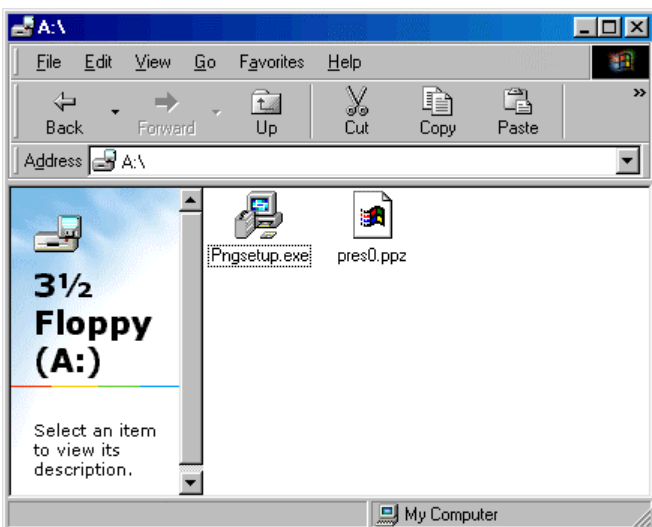 A:\
File Edit View Go Favorites Help
Back Forward Up Cut Copy Paste »
Address A:\
3½
Floppy
(A:)
Select an item
to view its
description.
Pngsetup.exe pres0.ppz
My Computer